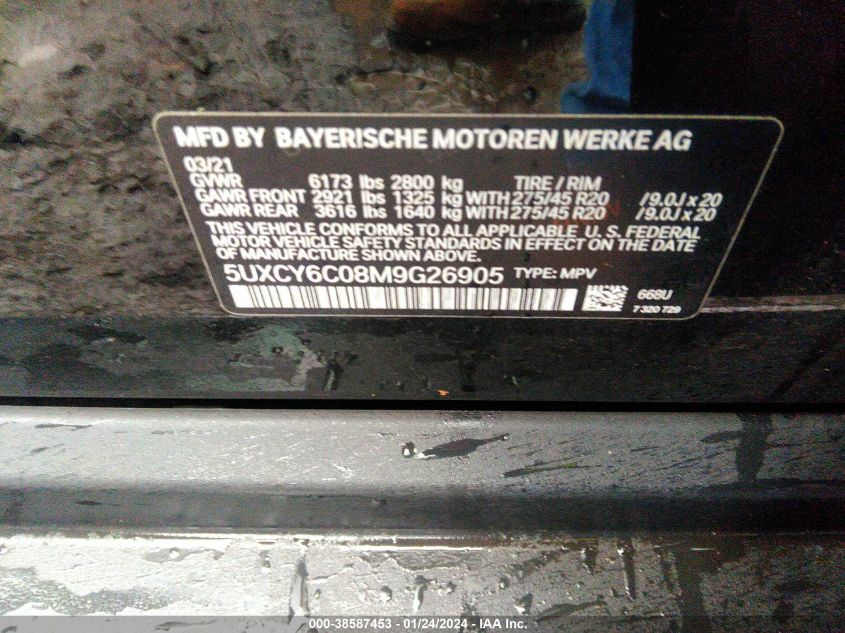 MFD BY BAYERISCHE MOTOREN WERKE AG
03/21
GVWR 6173 lbs 2800 kg TIRE / RIM
GAWR FRONT 2921 lbs 1325 kg WITH 275/45 R20 /9.0J x 20
GAWR REAR 3616 lbs 1640 kg WITH 275/45 R20 /9.0J x 20
THIS VEHICLE CONFORMS TO ALL APPLICABLE U. S. FEDERAL
MOTOR VEHICLE SAFETY STANDARDS IN EFFECT ON THE DATE
OF MANUFACTURE SHOWN ABOVE.
5UXCY6C08M9G26905 TYPE: MPV
668U
7 320 729
000-38587453 - 01/24/2024 - IAA Inc.